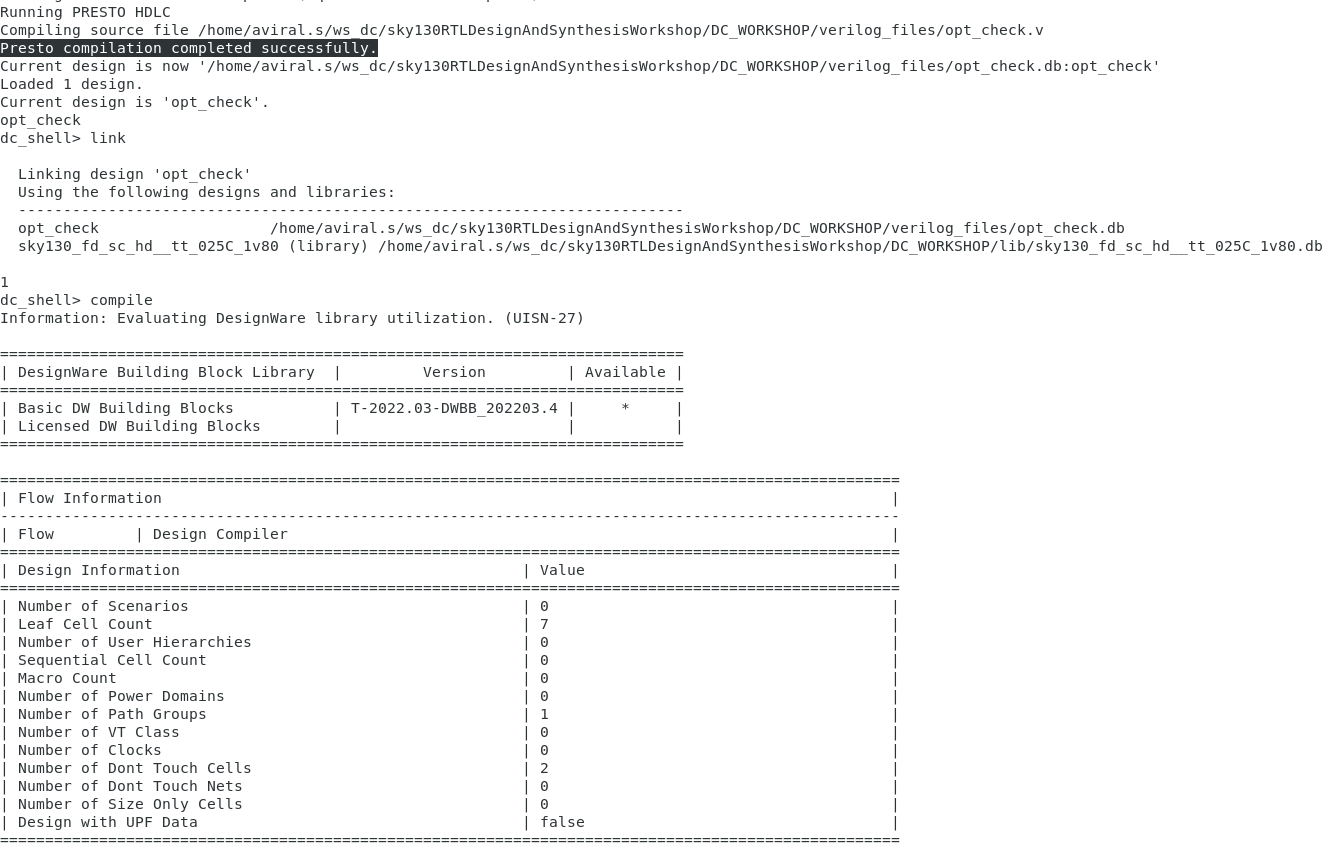 Running PRESTO HDLC
Compiling source file /home/aviral.s/ws_dc/sky130RTLDesignAndSynthesisWorkshop/DC_WORKSHOP/verilog_files/opt_check.v
Presto compilation completed successfully.
Current design is now '/home/aviral.s/ws_dc/sky130RTLDesignAndSynthesisWorkshop/DC_WORKSHOP/verilog_files/opt_check.db:opt_check'
Loaded 1 design.
Current design is 'opt_check'.
opt_check
dc_shell> link

  Linking design 'opt_check'
  Using the following designs and libraries:
  --------------------------------------------------------------------------
  opt_check                   /home/aviral.s/ws_dc/sky130RTLDesignAndSynthesisWorkshop/DC_WORKSHOP/verilog_files/opt_check.db
  sky130_fd_sc_hd__tt_025C_1v80 (library) /home/aviral.s/ws_dc/sky130RTLDesignAndSynthesisWorkshop/DC_WORKSHOP/lib/sky130_fd_sc_hd__tt_025C_1v80.db

1
dc_shell> compile
Information: Evaluating DesignWare library utilization. (UISN-27)

============================================================================
| DesignWare Building Block Library  |         Version         | Available |
============================================================================
| Basic DW Building Blocks           | T-2022.03-DWBB_202203.4 |     *     |
| Licensed DW Building Blocks        |                         |           |
============================================================================

====================================================================================================
| Flow Information                                                                                 |
----------------------------------------------------------------------------------------------------
| Flow         | Design Compiler                                                                   |
====================================================================================================
| Design Information                                      | Value                                  |
====================================================================================================
| Number of Scenarios                                     | 0                                      |
| Leaf Cell Count                                         | 7                                      |
| Number of User Hierarchies                              | 0                                      |
| Sequential Cell Count                                   | 0                                      |
| Macro Count                                             | 0                                      |
| Number of Power Domains                                 | 0                                      |
| Number of Path Groups                                   | 1                                      |
| Number of VT Class                                      | 0                                      |
| Number of Clocks                                        | 0                                      |
| Number of Dont Touch Cells                              | 2                                      |
| Number of Dont Touch Nets                               | 0                                      |
| Number of Size Only Cells                               | 0                                      |
| Design with UPF Data                                    | false                                  |
====================================================================================================